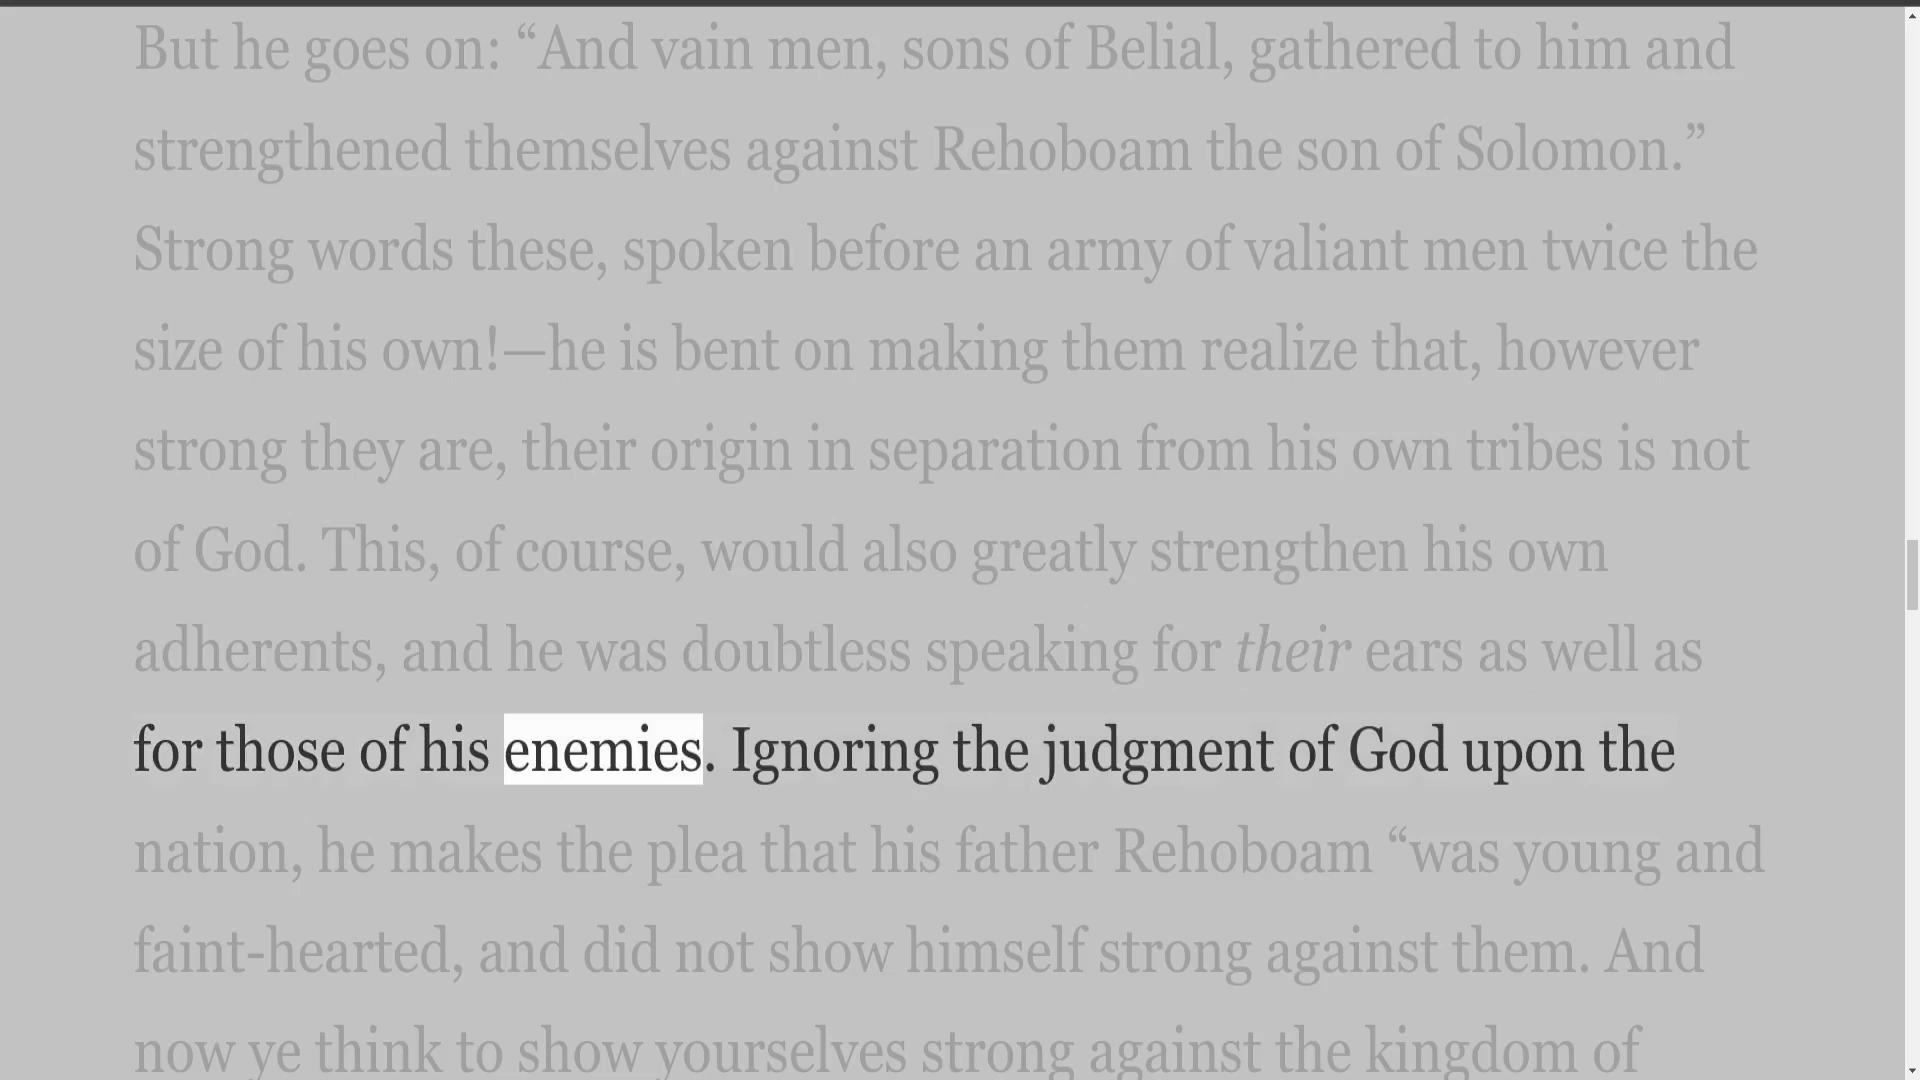 But he goes on: “And vain men, sons of Belial, gathered to him and
strengthened themselves against Rehoboam the son of Solomon.”
Strong words these, spoken before an army of valiant men twice the
size of his own!—he is bent on making them realize that, however
strong they are, their origin in separation from his own tribes is not
of God. This, of course, would also greatly strengthen his own
adherents, and he was doubtless speaking for their ears as well as
for those of his enemies. Ignoring the judgment of God upon the
nation, he makes the plea that his father Rehoboam “was young and
faint-hearted, and did not show himself strong against them. And
now ye think to show yourselves strong against the kingdom of